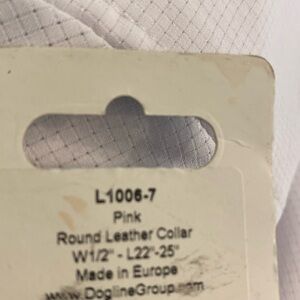 L1006-7
Pink
Round Leather Collar
W1/2" - L22"-25"
Made in Europe
www.DoglineGroup.com